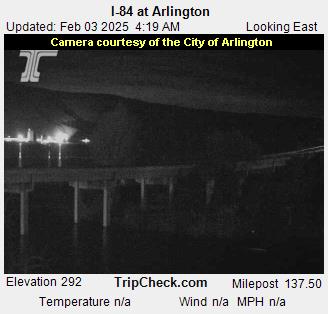 I-84 at Arlington
Updated: Feb 03 2025 4:19 AM Looking East
Camera courtesy of the City of Arlington
Elevation 292 TripCheck.com Milepost 137.50
Temperature n/a Wind n/a MPH n/a